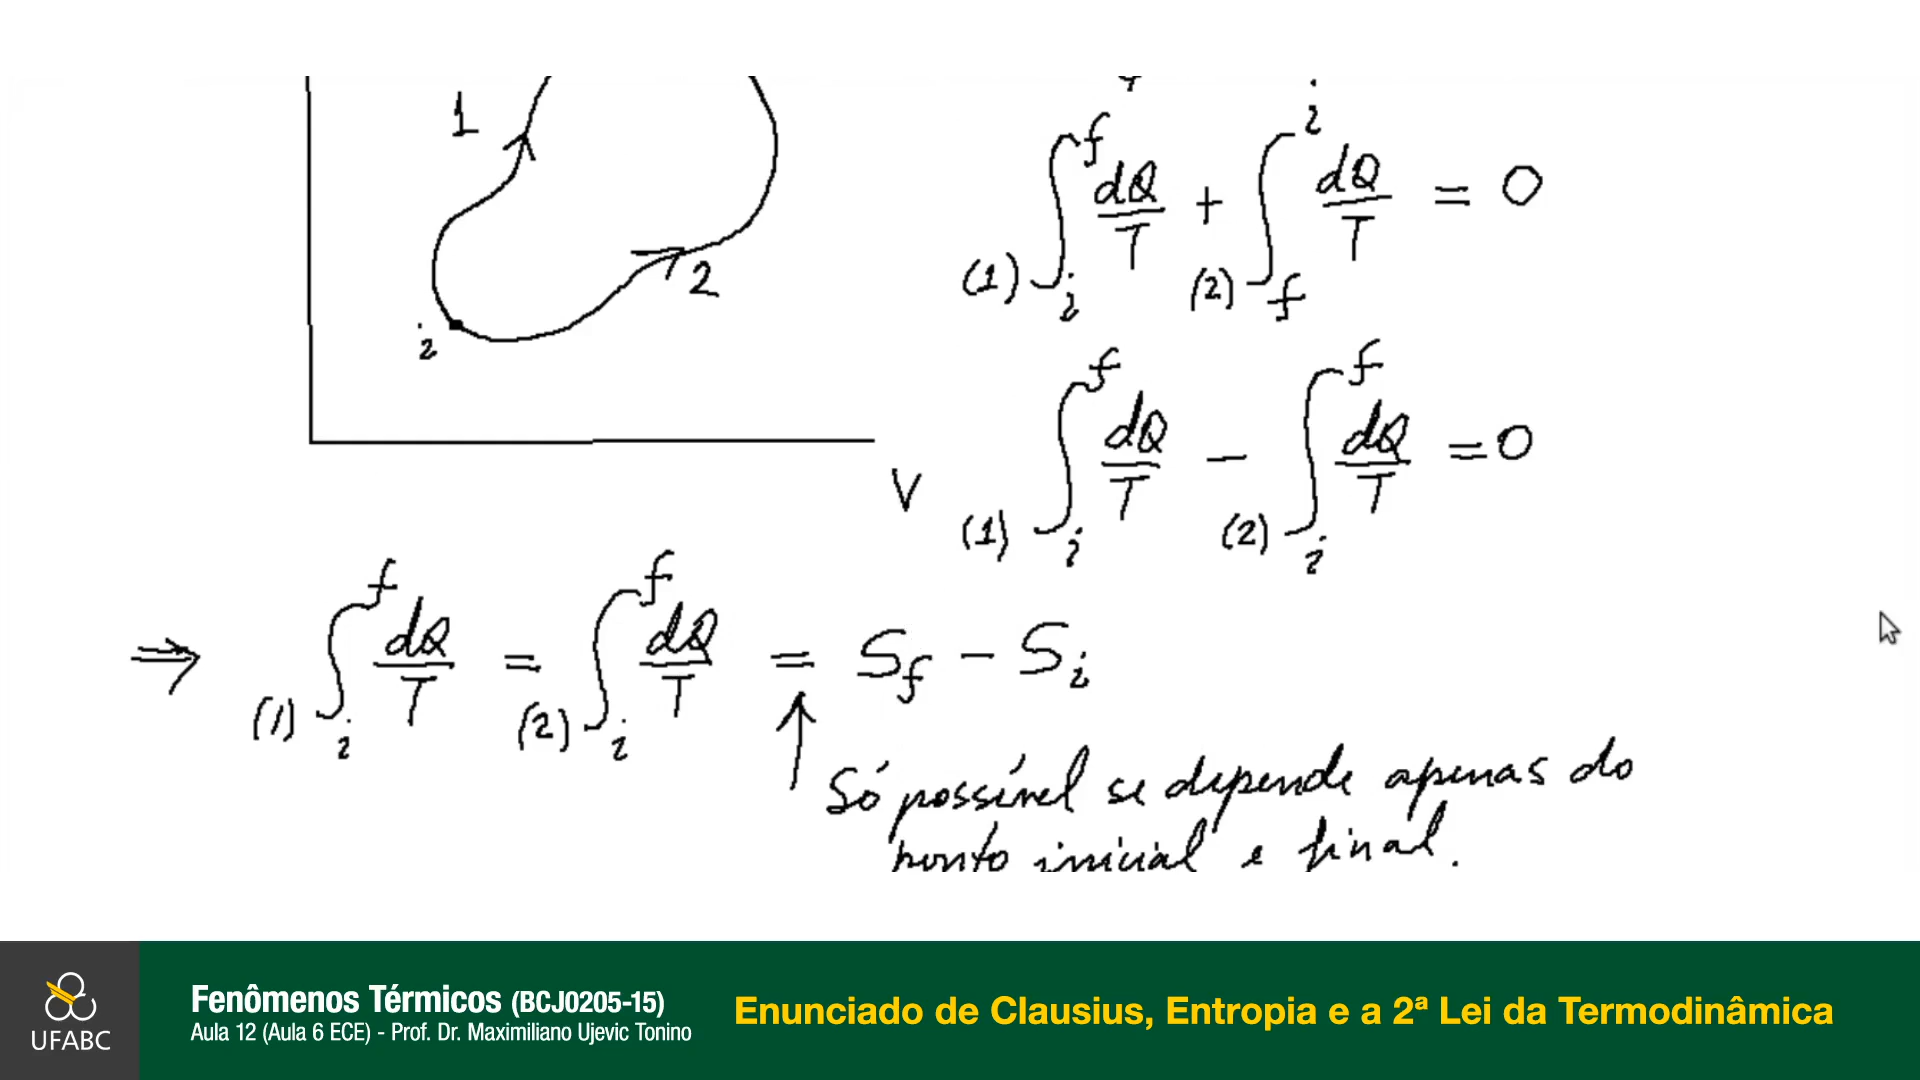 1
2
i
V
(1) ∫_i^f dQ/T + (2) ∫_f^i dQ/T = 0
(1) ∫_i^f dQ/T - (2) ∫_i^f dQ/T = 0
⇒ (1) ∫_i^f dQ/T = (2) ∫_i^f dQ/T = S_f - S_i
↑
Só possível se depende apenas do
ponto inicial e final.
UFABC
Fenômenos Térmicos (BCJ0205-15)
Aula 12 (Aula 6 ECE) - Prof. Dr. Maximiliano Ujevic Tonino
Enunciado de Clausius, Entropia e a 2ª Lei da Termodinâmica